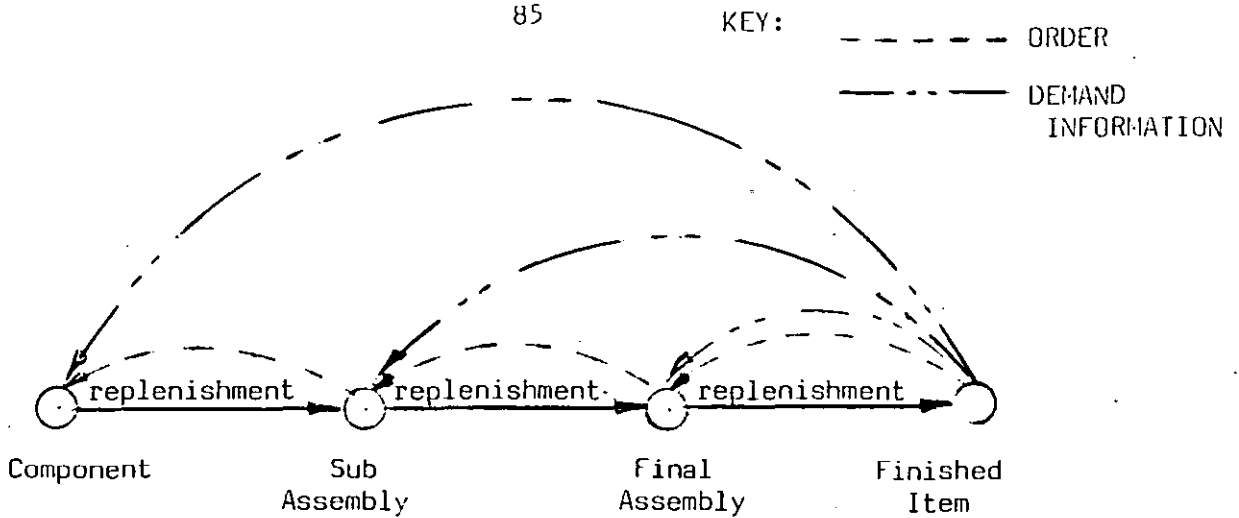 85
KEY:
ORDER
DEMAND
INFORMATION
replenishment
replenishment
replenishment
Component
Sub
Assembly
Final
Assembly
Finished
Item